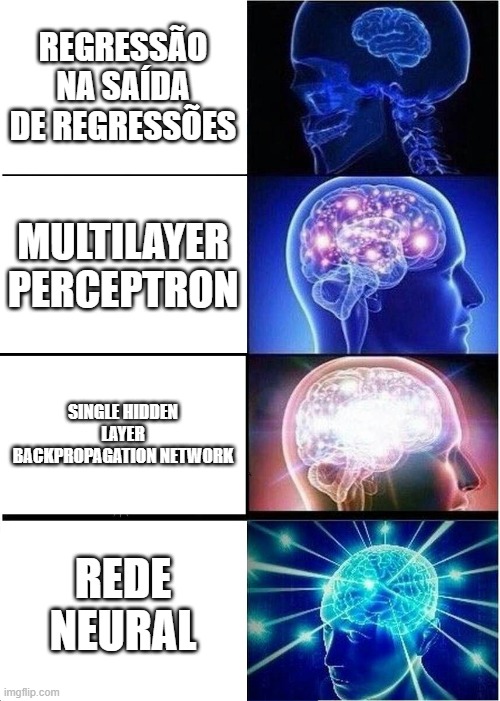 REGRESSÃO
NA SAÍDA
DE REGRESSÕES
MULTILAYER
PERCEPTRON
SINGLE HIDDEN
LAYER
BACKPROPAGATION NETWORK
REDE
NEURAL
imgflip.com